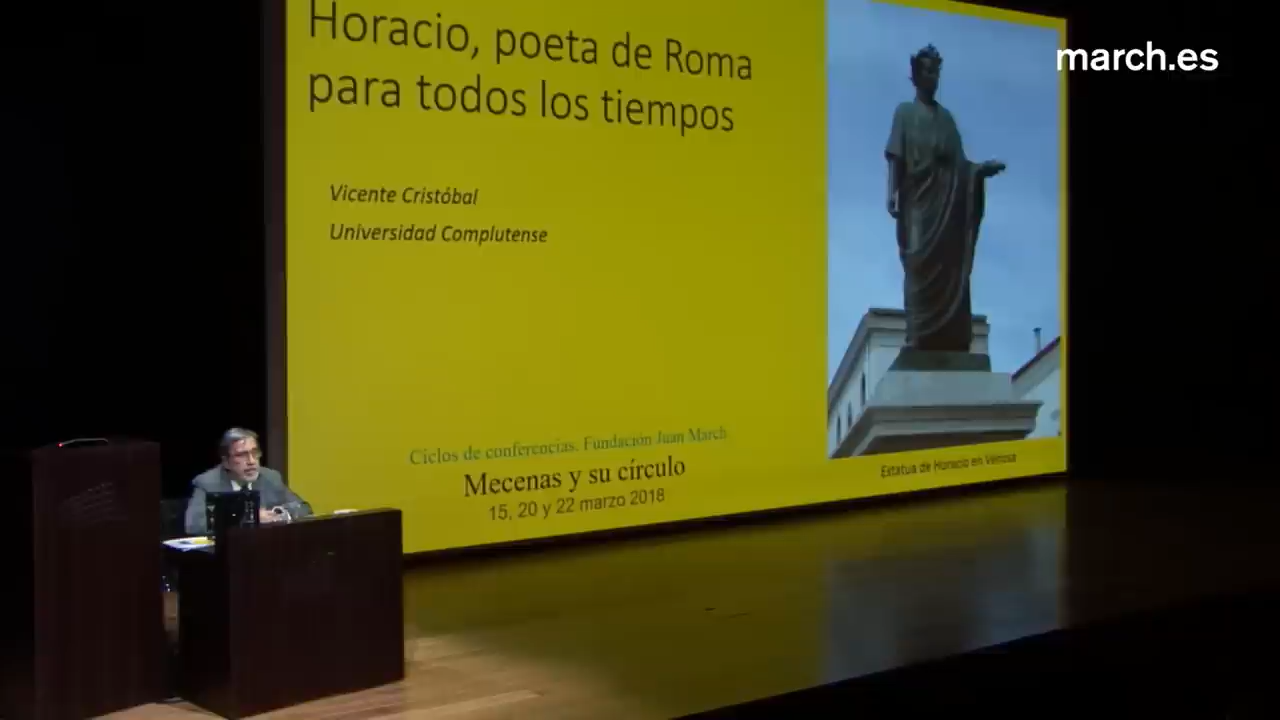 Horacio, poeta de Roma
para todos los tiempos
march.es
Vicente Cristóbal
Universidad Complutense
Ciclos de conferencias. Fundación Juan March
Mecenas y su círculo
15, 20 y 22 marzo 2018
Estatua de Horacio en Venosa